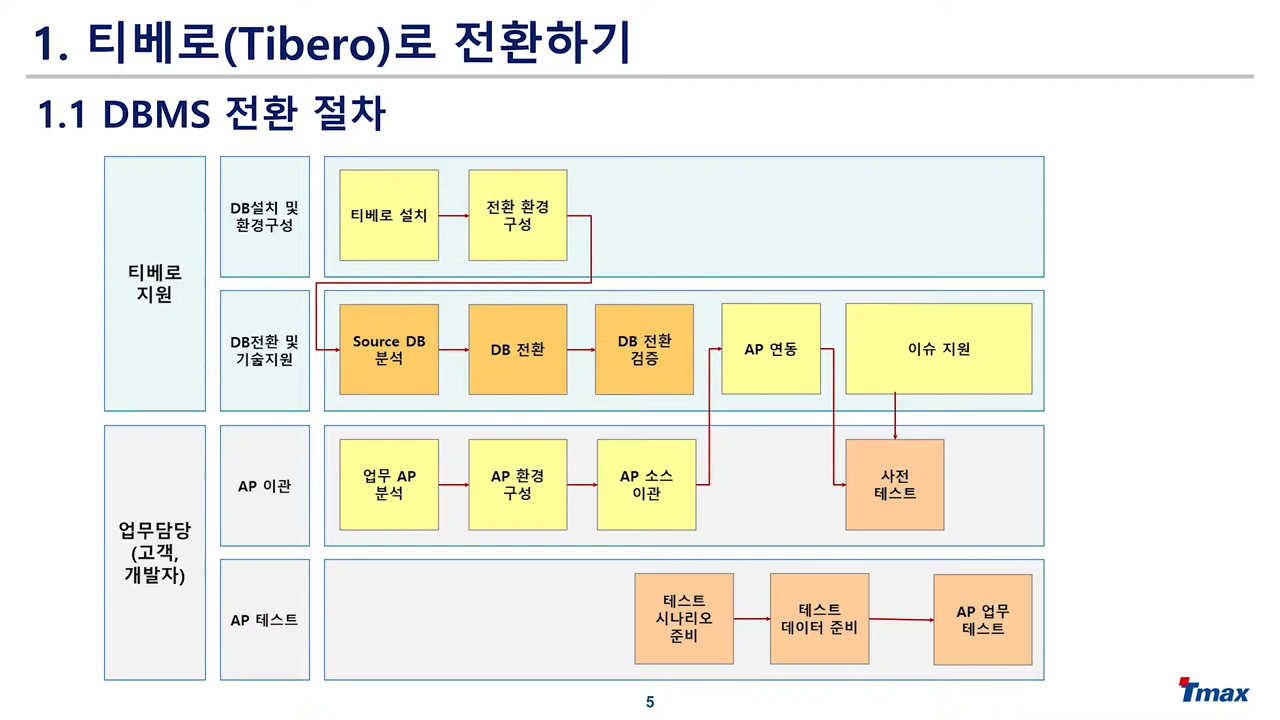 1. 티베로(Tibero)로 전환하기
1.1 DBMS 전환 절차
티베로
지원
DB설치 및
환경구성
티베로 설치
전환 환경
구성
DB전환 및
기술지원
Source DB
분석
DB 전환
DB 전환
검증
AP 연동
이슈 지원
업무담당
(고객,
개발자)
AP 이관
업무 AP
분석
AP 환경
구성
AP 소스
이관
사전
테스트
AP 테스트
테스트
시나리오
준비
테스트
데이터 준비
AP 업무
테스트
5
Tmax